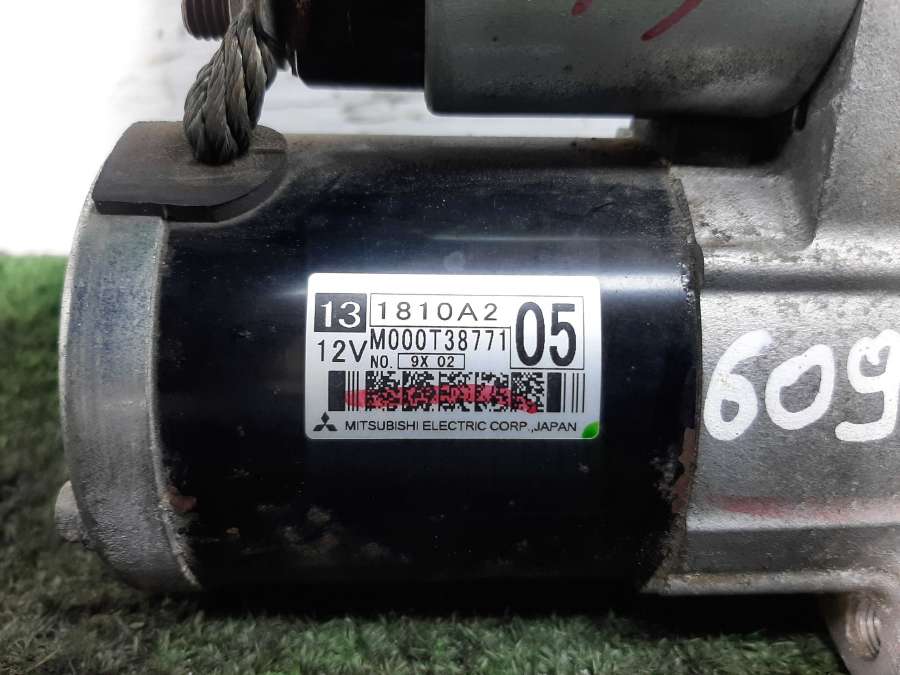 13 1810A2 05
12V M000T38771
NO. 9X 02
MITSUBISHI ELECTRIC CORP.,JAPAN
609